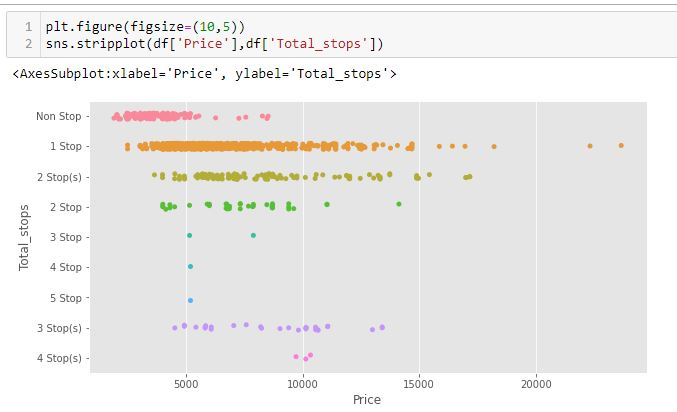 1 plt.figure(figsize=(10,5))
2 sns.stripplot(df['Price'],df['Total_stops'])
<AxesSubplot:xlabel='Price', ylabel='Total_stops'>
Total_stops
Non Stop
1 Stop
2 Stop(s)
2 Stop
3 Stop
4 Stop
5 Stop
3 Stop(s)
4 Stop(s)
5000 10000 15000 20000
Price